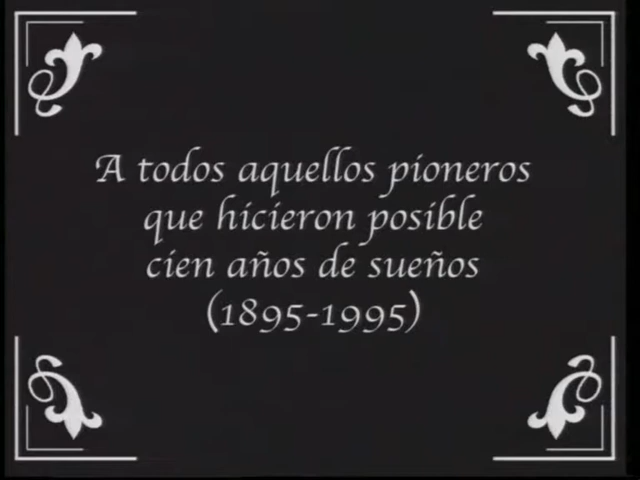 A todos aquellos pioneros
que hicieron posible
cien años de sueños
(1895-1995)